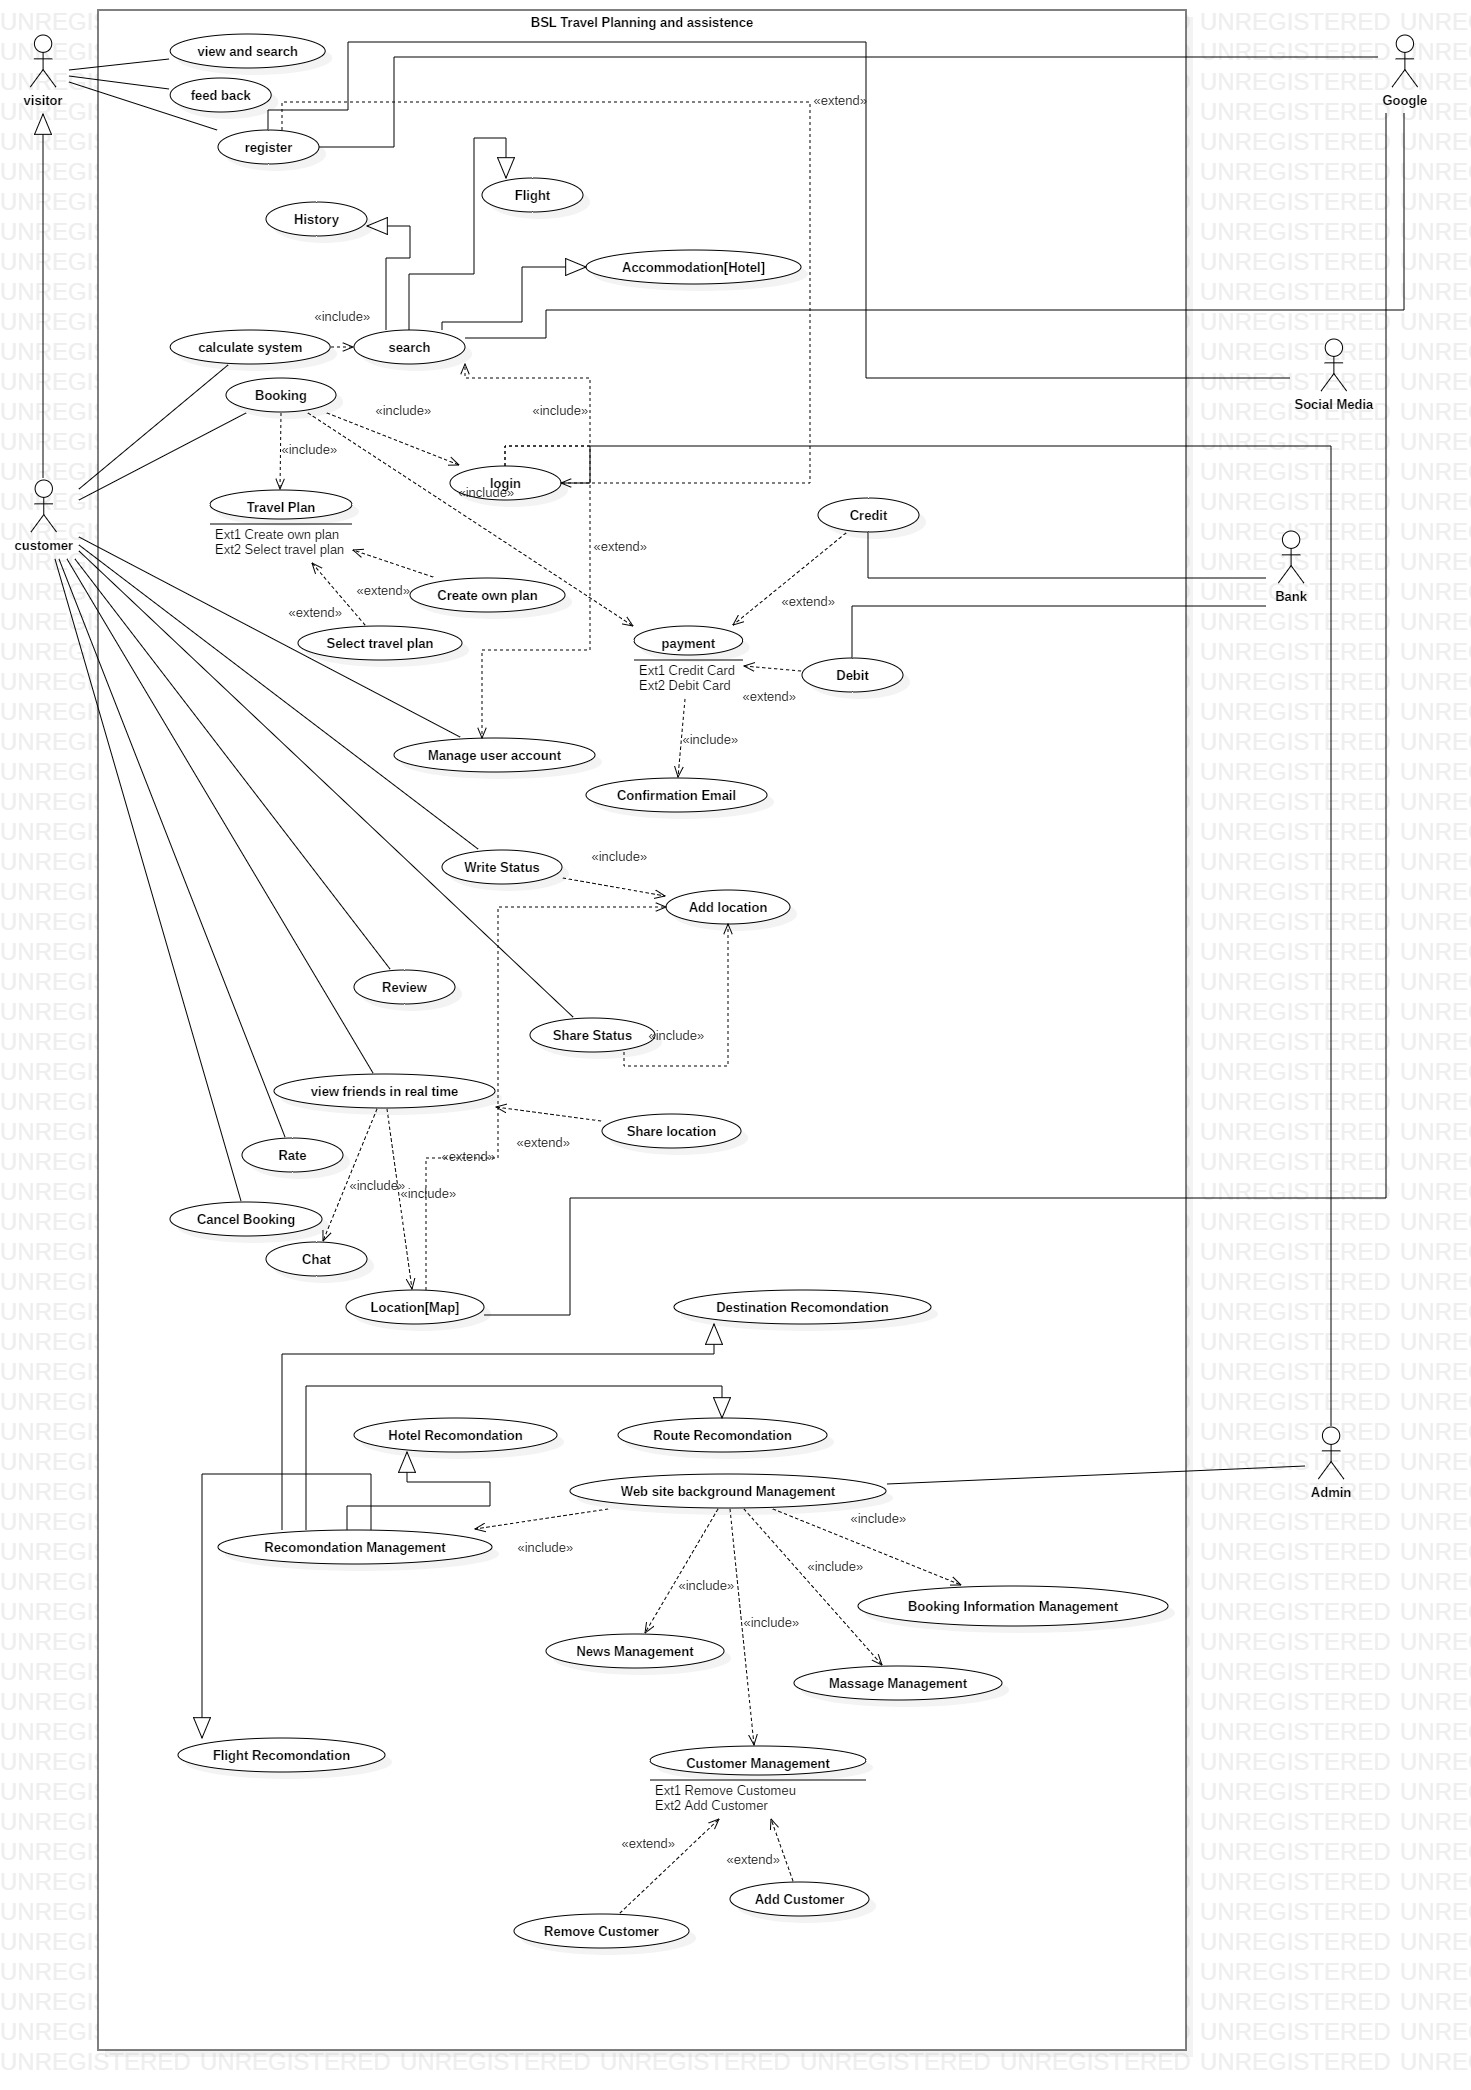 BSL Travel Planning and assistence
visitor
view and search
feed back
register
Google
«extend»
Flight
History
Accommodation[Hotel]
«include»
calculate system
search
Social Media
Booking
«include»
«include»
«include»
login
«include»
Travel Plan
Ext1 Create own plan
Ext2 Select travel plan
customer
Credit
«extend»
Bank
«extend»
Create own plan
«extend»
«extend»
Select travel plan
payment
Ext1 Credit Card
Ext2 Debit Card
Debit
«extend»
«include»
Manage user account
Confirmation Email
Write Status
«include»
Add location
Review
Share Status
«include»
view friends in real time
Share location
«extend»
«extend»
Rate
«include»
«include»
Cancel Booking
Chat
Location[Map]
Destination Recomondation
Hotel Recomondation
Route Recomondation
Web site background Management
Admin
«include»
Recomondation Management
«include»
«include»
«include»
Booking Information Management
«include»
News Management
Massage Management
Flight Recomondation
Customer Management
Ext1 Remove Customeu
Ext2 Add Customer
«extend»
«extend»
Add Customer
Remove Customer
UNREGISTERED UNREGISTERED UNREGISTERED UNREGISTERED UNREGISTERED UNREGISTERED UNREGISTERED